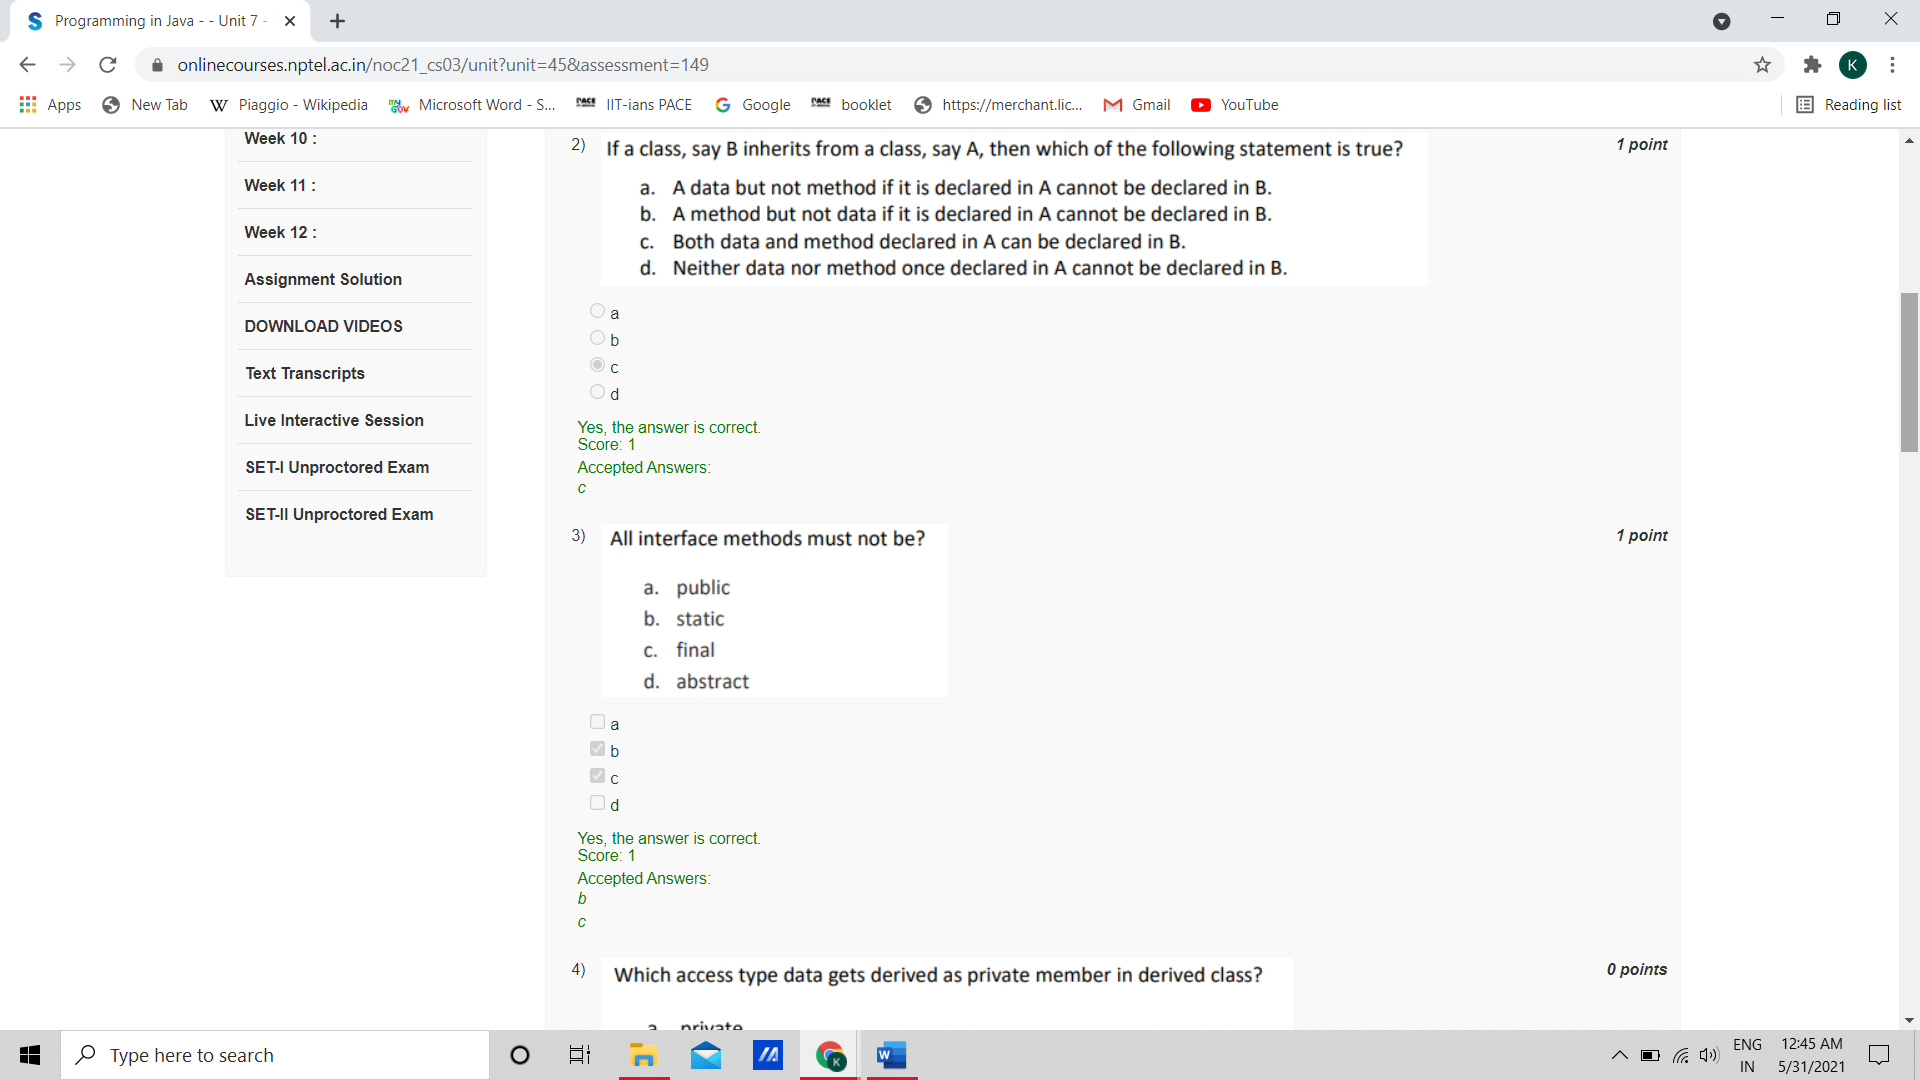 Programming in Java - - Unit 7 -
onlinecourses.nptel.ac.in/noc21_cs03/unit?unit=45&assessment=149
K
Apps
New Tab
W Piaggio - Wikipedia
Microsoft Word - S...
PACE IIT-ians PACE
G Google
PACE booklet
https://merchant.lic...
Gmail
YouTube
Reading list
Week 10 :
Week 11 :
Week 12 :
Assignment Solution
DOWNLOAD VIDEOS
Text Transcripts
Live Interactive Session
SET-I Unproctored Exam
SET-II Unproctored Exam
2) If a class, say B inherits from a class, say A, then which of the following statement is true? 1 point
a. A data but not method if it is declared in A cannot be declared in B.
b. A method but not data if it is declared in A cannot be declared in B.
c. Both data and method declared in A can be declared in B.
d. Neither data nor method once declared in A cannot be declared in B.
a
b
c
d
Yes, the answer is correct.
Score: 1
Accepted Answers:
c
3) All interface methods must not be? 1 point
a. public
b. static
c. final
d. abstract
a
b
c
d
Yes, the answer is correct.
Score: 1
Accepted Answers:
b
c
4) Which access type data gets derived as private member in derived class? 0 points
a. private
Type here to search
K
W
ENG
IN
12:45 AM
5/31/2021